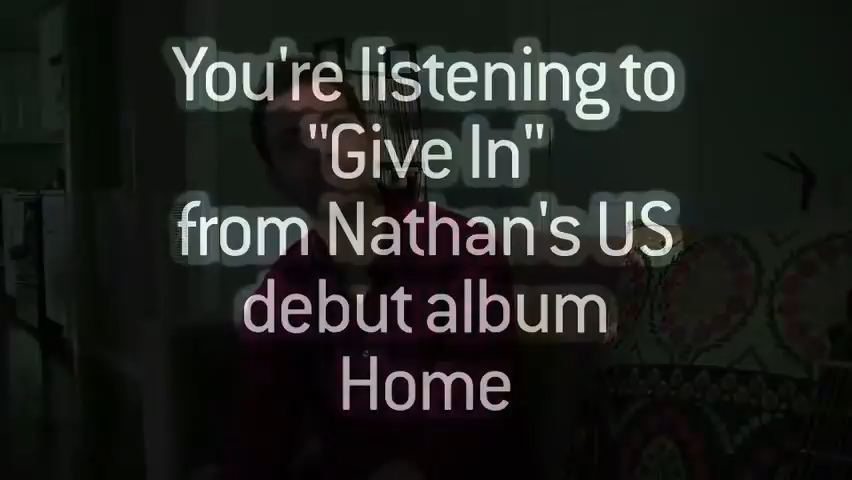 You're listening to
"Give In"
from Nathan's US
debut album
Home